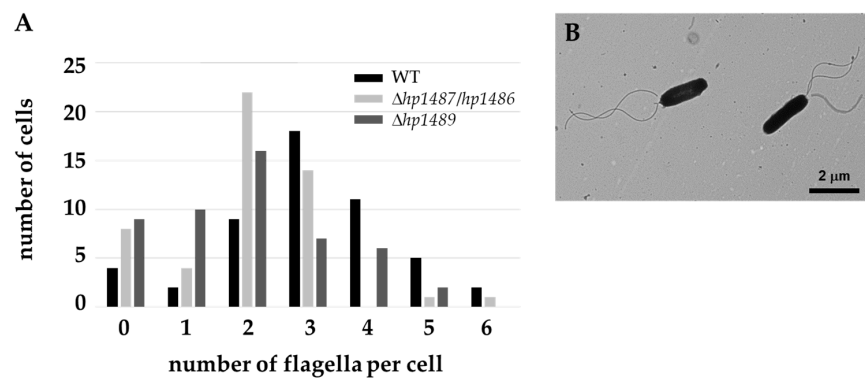 A
number of cells
25
20
15
10
5
0
WT
Δhp1487/hp1486
Δhp1489
0 1 2 3 4 5 6
number of flagella per cell
B
2 μm